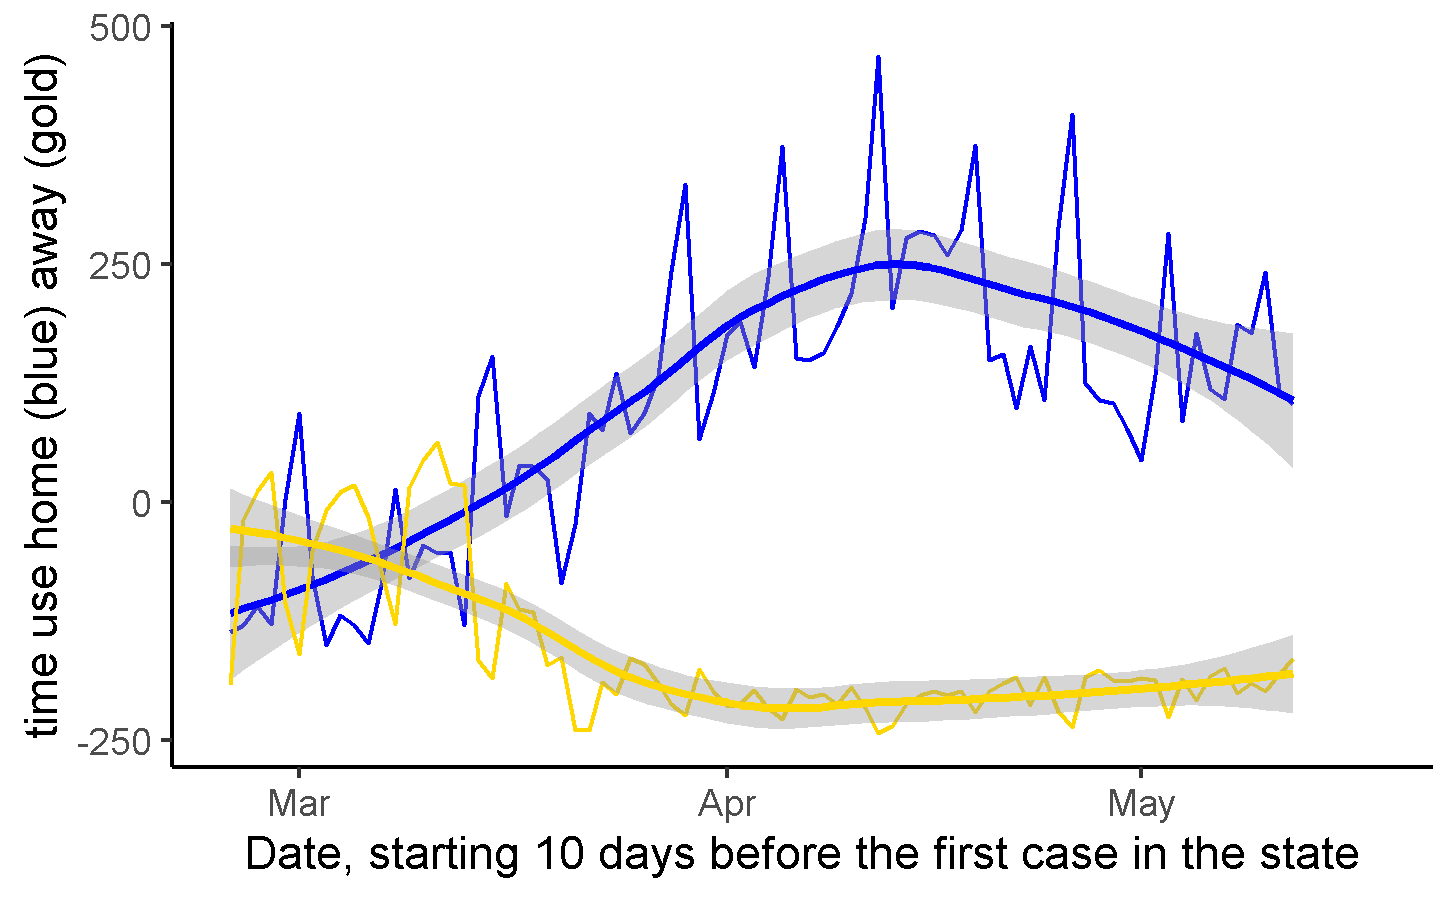 time use home (blue) away (gold)
500
250
0
-250
Mar Apr May
Date, starting 10 days before the first case in the state